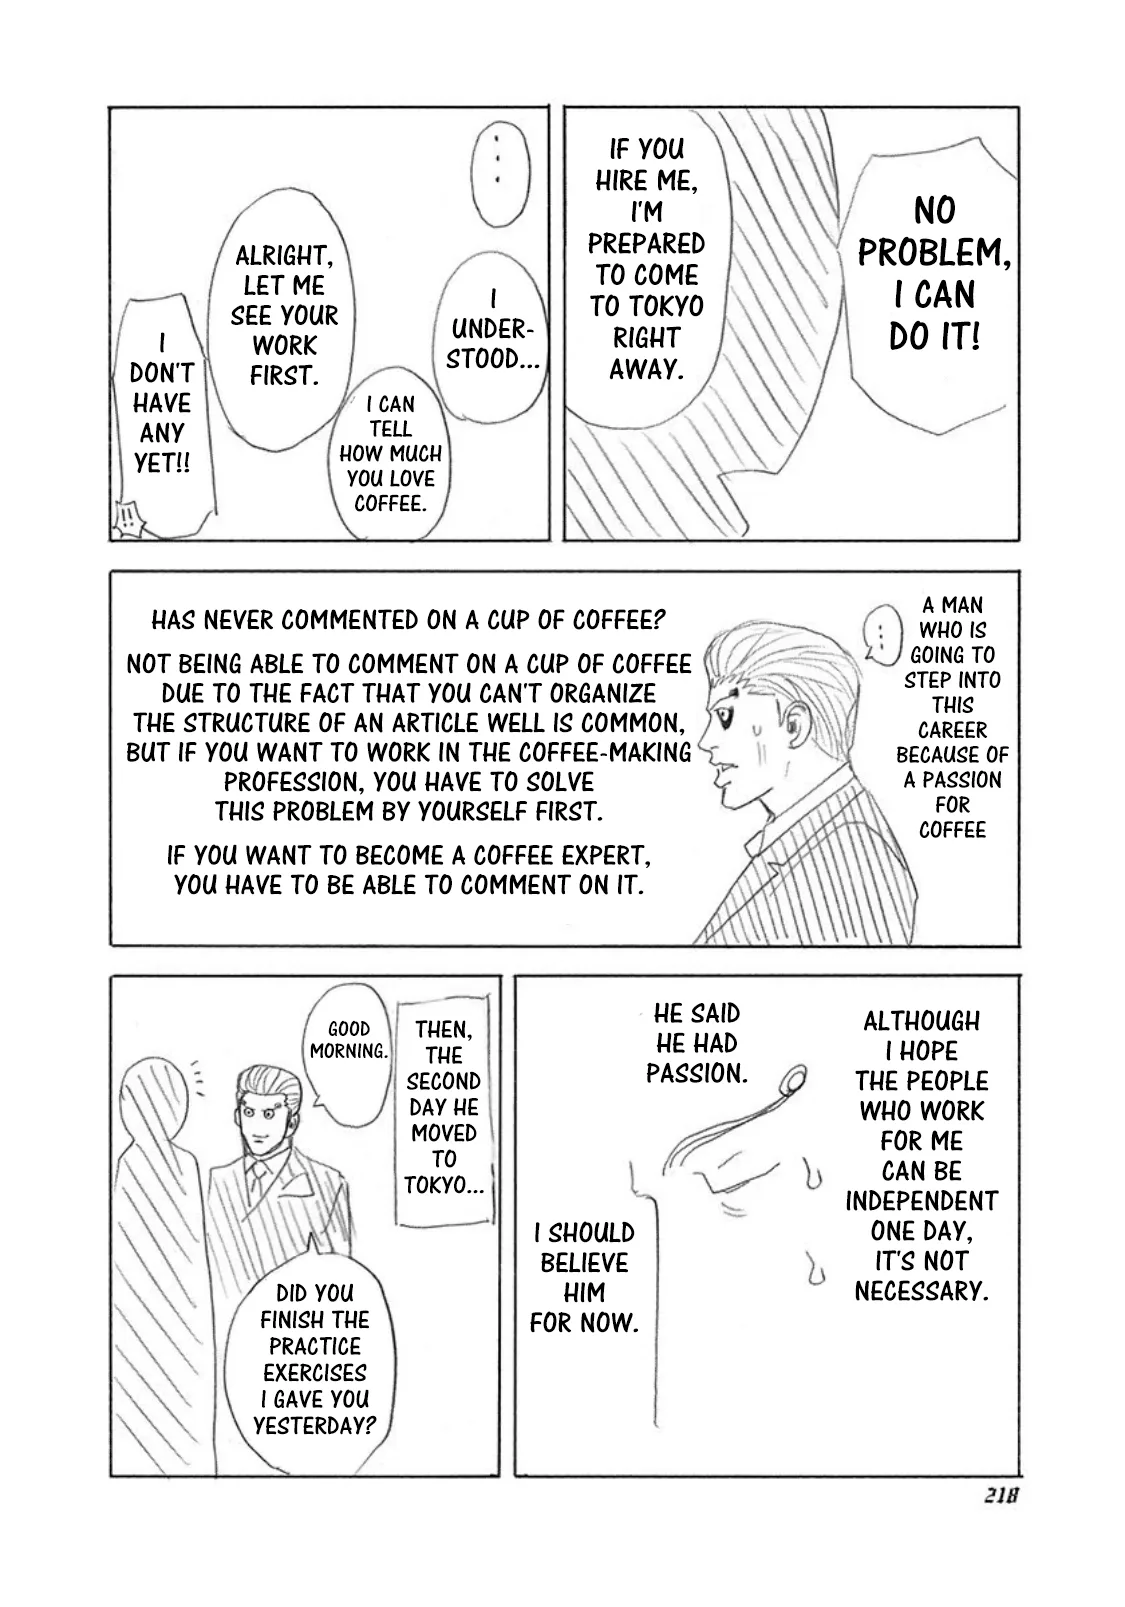 NO
PROBLEM,
I CAN
DO IT!
IF YOU
HIRE ME,
I'M
PREPARED
TO COME
TO TOKYO
RIGHT
AWAY.
...
I
UNDER-
STOOD...
I CAN
TELL
HOW MUCH
YOU LOVE
COFFEE.
ALRIGHT,
LET ME
SEE YOUR
WORK
FIRST.
I
DON'T
HAVE
ANY
YET!!
!!
A MAN
WHO IS
GOING TO
STEP INTO
THIS
CAREER
BECAUSE OF
A PASSION
FOR
COFFEE
...
HAS NEVER COMMENTED ON A CUP OF COFFEE?
NOT BEING ABLE TO COMMENT ON A CUP OF COFFEE
DUE TO THE FACT THAT YOU CAN'T ORGANIZE
THE STRUCTURE OF AN ARTICLE WELL IS COMMON,
BUT IF YOU WANT TO WORK IN THE COFFEE-MAKING
PROFESSION, YOU HAVE TO SOLVE
THIS PROBLEM BY YOURSELF FIRST.
IF YOU WANT TO BECOME A COFFEE EXPERT,
YOU HAVE TO BE ABLE TO COMMENT ON IT.
ALTHOUGH
I HOPE
THE PEOPLE
WHO WORK
FOR ME
CAN BE
INDEPENDENT
ONE DAY,
IT'S NOT
NECESSARY.
HE SAID
HE HAD
PASSION.
I SHOULD
BELIEVE
HIM
FOR NOW.
THEN,
THE
SECOND
DAY HE
MOVED
TO
TOKYO...
GOOD
MORNING.
DID YOU
FINISH THE
PRACTICE
EXERCISES
I GAVE YOU
YESTERDAY?
218